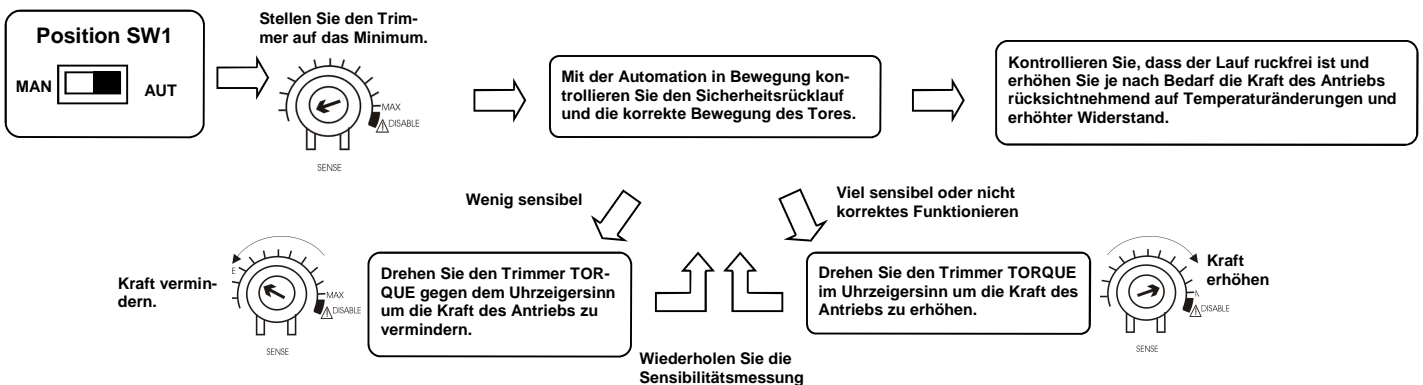 Position SW1
MAN
AUT
Stellen Sie den Trim-
mer auf das Minimum.
MAX
DISABLE
SENSE
Mit der Automation in Bewegung kon-
trollieren Sie den Sicherheitsrücklauf
und die korrekte Bewegung des Tores.
Kontrollieren Sie, dass der Lauf ruckfrei ist und
erhöhen Sie je nach Bedarf die Kraft des Antriebs
rücksichtnehmend auf Temperaturänderungen und
erhöhter Widerstand.
Wenig sensibel
Viel sensibel oder nicht
korrektes Funktionieren
Kraft vermin-
dern.
E
MAX
DISABLE
SENSE
Drehen Sie den Trimmer TOR-
QUE gegen dem Uhrzeigersinn
um die Kraft des Antriebs zu
vermindern.
Wiederholen Sie die
Sensibilitätsmessung
Drehen Sie den Trimmer TORQUE
im Uhrzeigersinn um die Kraft des
Antriebs zu erhöhen.
Kraft
erhöhen
DISABLE
SENSE